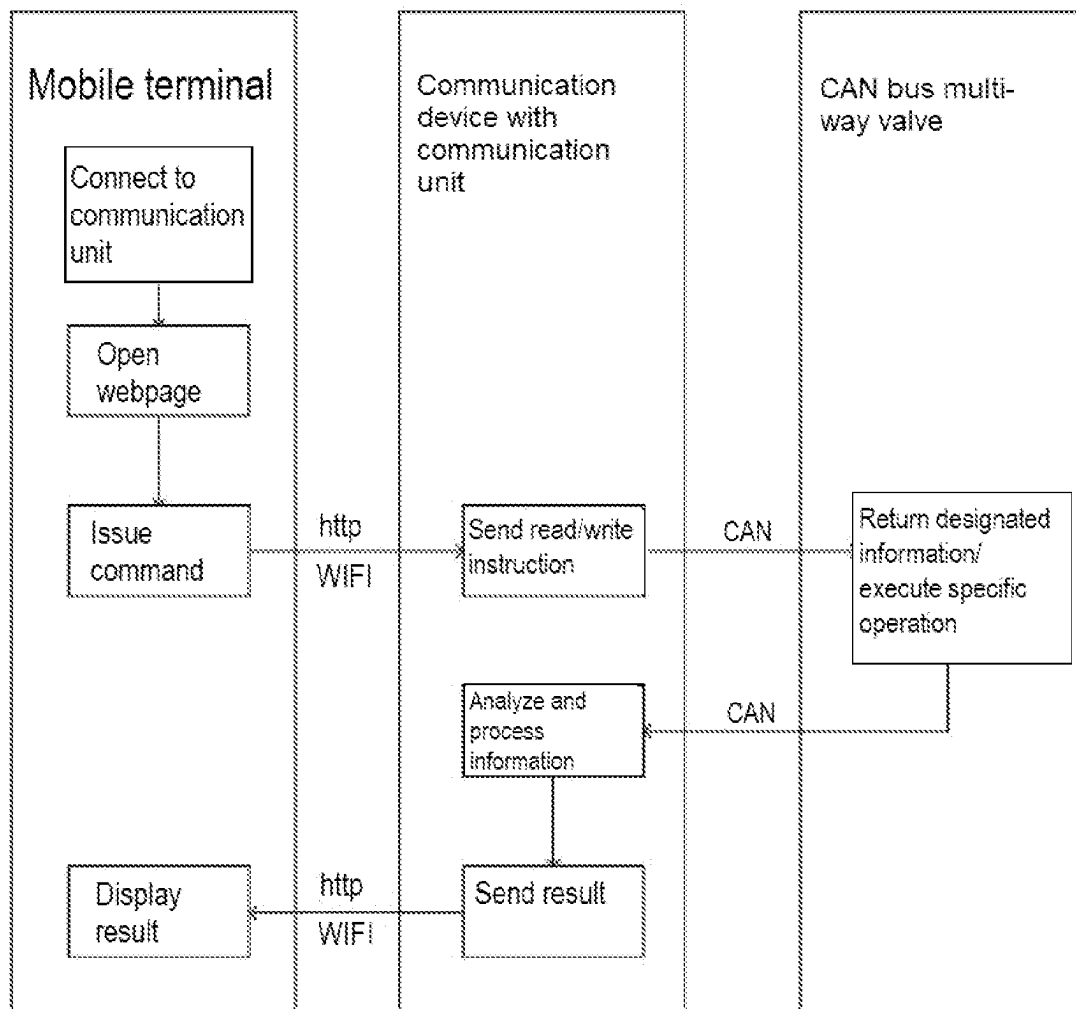 Mobile terminal
Connect to
communication
unit
Open
webpage
Issue
command
http
WIFI
Communication
device with
communication
unit
Send read/write
instruction
CAN
CAN bus multi-
way valve
Return designated
information/
execute specific
operation
CAN
Analyze and
process
information
Send result
http
WIFI
Display
result